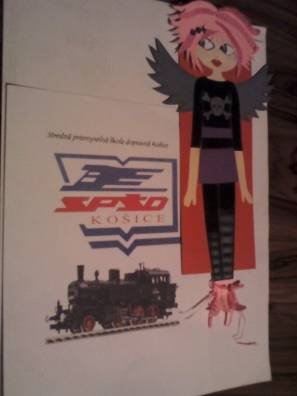 Stredná priemyselná škola dopravná Košice
SPŠD
KOŠICE